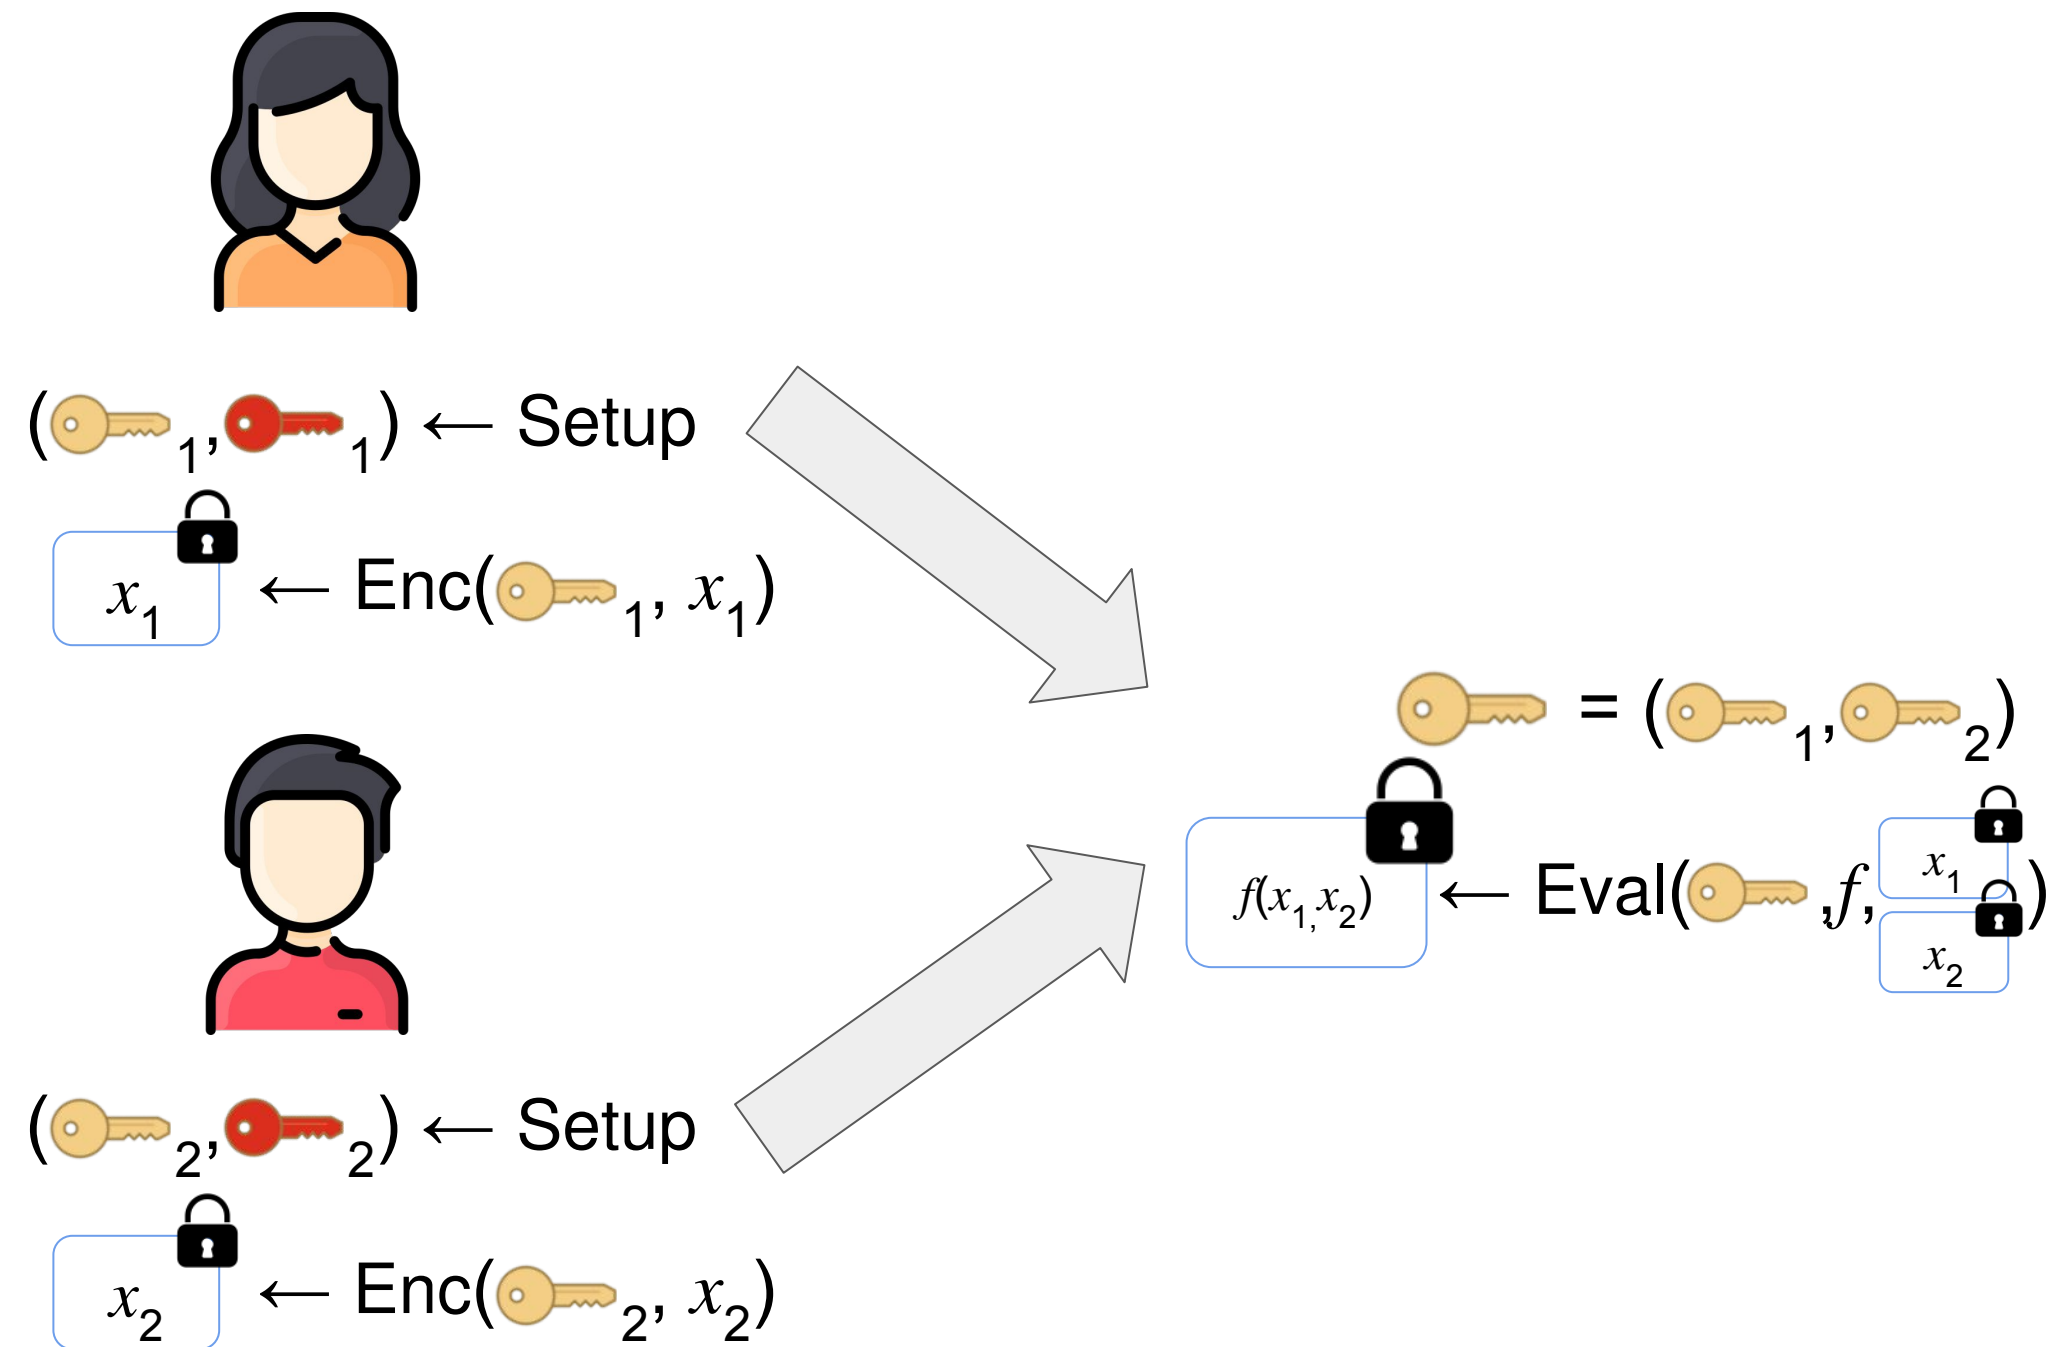 ( 1, 1) ← Setup
x1 ← Enc( 1, x1)
= ( 1, 2)
f(x1,x2) ← Eval( ,f, x1 )
x2
( 2, 2) ← Setup
x2 ← Enc( 2, x2)